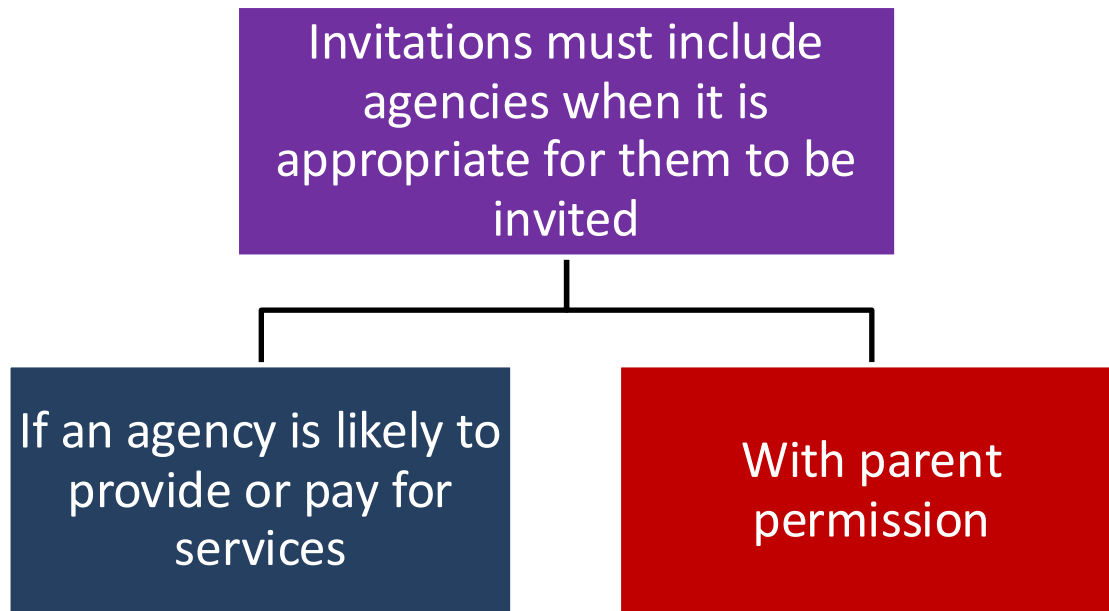 Invitations must include
agencies when it is
appropriate for them to be
invited
If an agency is likely to
provide or pay for
services
With parent
permission